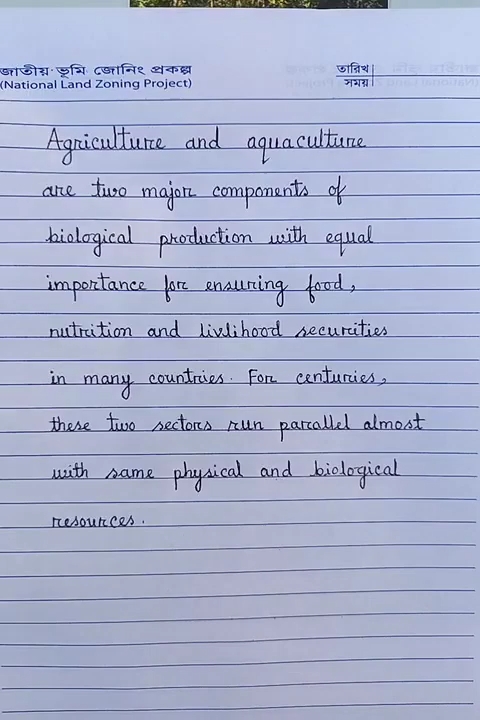 জাতীয় ভূমি জোনিং প্রকল্প
(National Land Zoning Project)
তারিখ
সময়
Agriculture and aquaculture
are two major components of
biological production with equal
importance for ensuring food,
nutrition and livlihood securities
in many countries. For centuries,
these two sectors run parallel almost
with same physical and biological
resources.